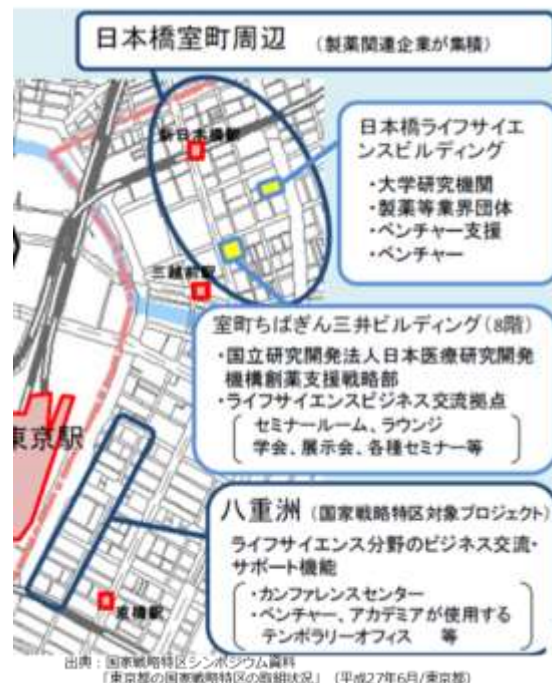 日本橋室町周辺 （製薬関連企業が集積）
新日本橋駅
日本橋ライフサイエ
ンスビルディング
・大学研究機関
・製薬等業界団体
・ベンチャー支援
・ベンチャー
三越前駅
室町ちばぎん三井ビルディング(8階)
・国立研究開発法人日本医療研究開発
機構創薬支援戦略部
・ライフサイエンスビジネス交流拠点
セミナールーム、ラウンジ
学会、展示会、各種セミナー等
東京駅
八重洲 (国家戦略特区対象プロジェクト)
ライフサイエンス分野のビジネス交流・
サポート機能
・カンファレンスセンター
・ベンチャー、アカデミアが使用する
テンポラリーオフィス 等
京橋駅
出典：国家戦略特区シンポジウム資料
「東京都の国家戦略特区の取組状況」（平成27年6月/東京都）